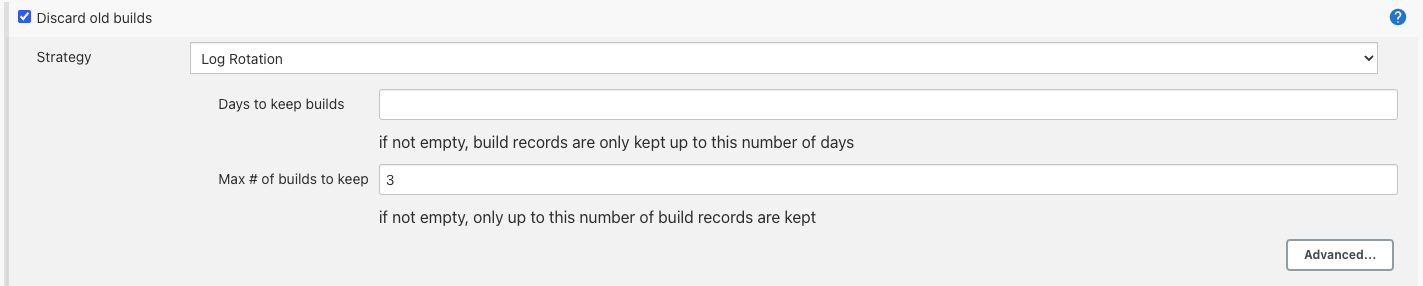 Discard old builds
?
Strategy
Log Rotation
Days to keep builds
if not empty, build records are only kept up to this number of days
Max # of builds to keep
3
if not empty, only up to this number of build records are kept
Advanced...